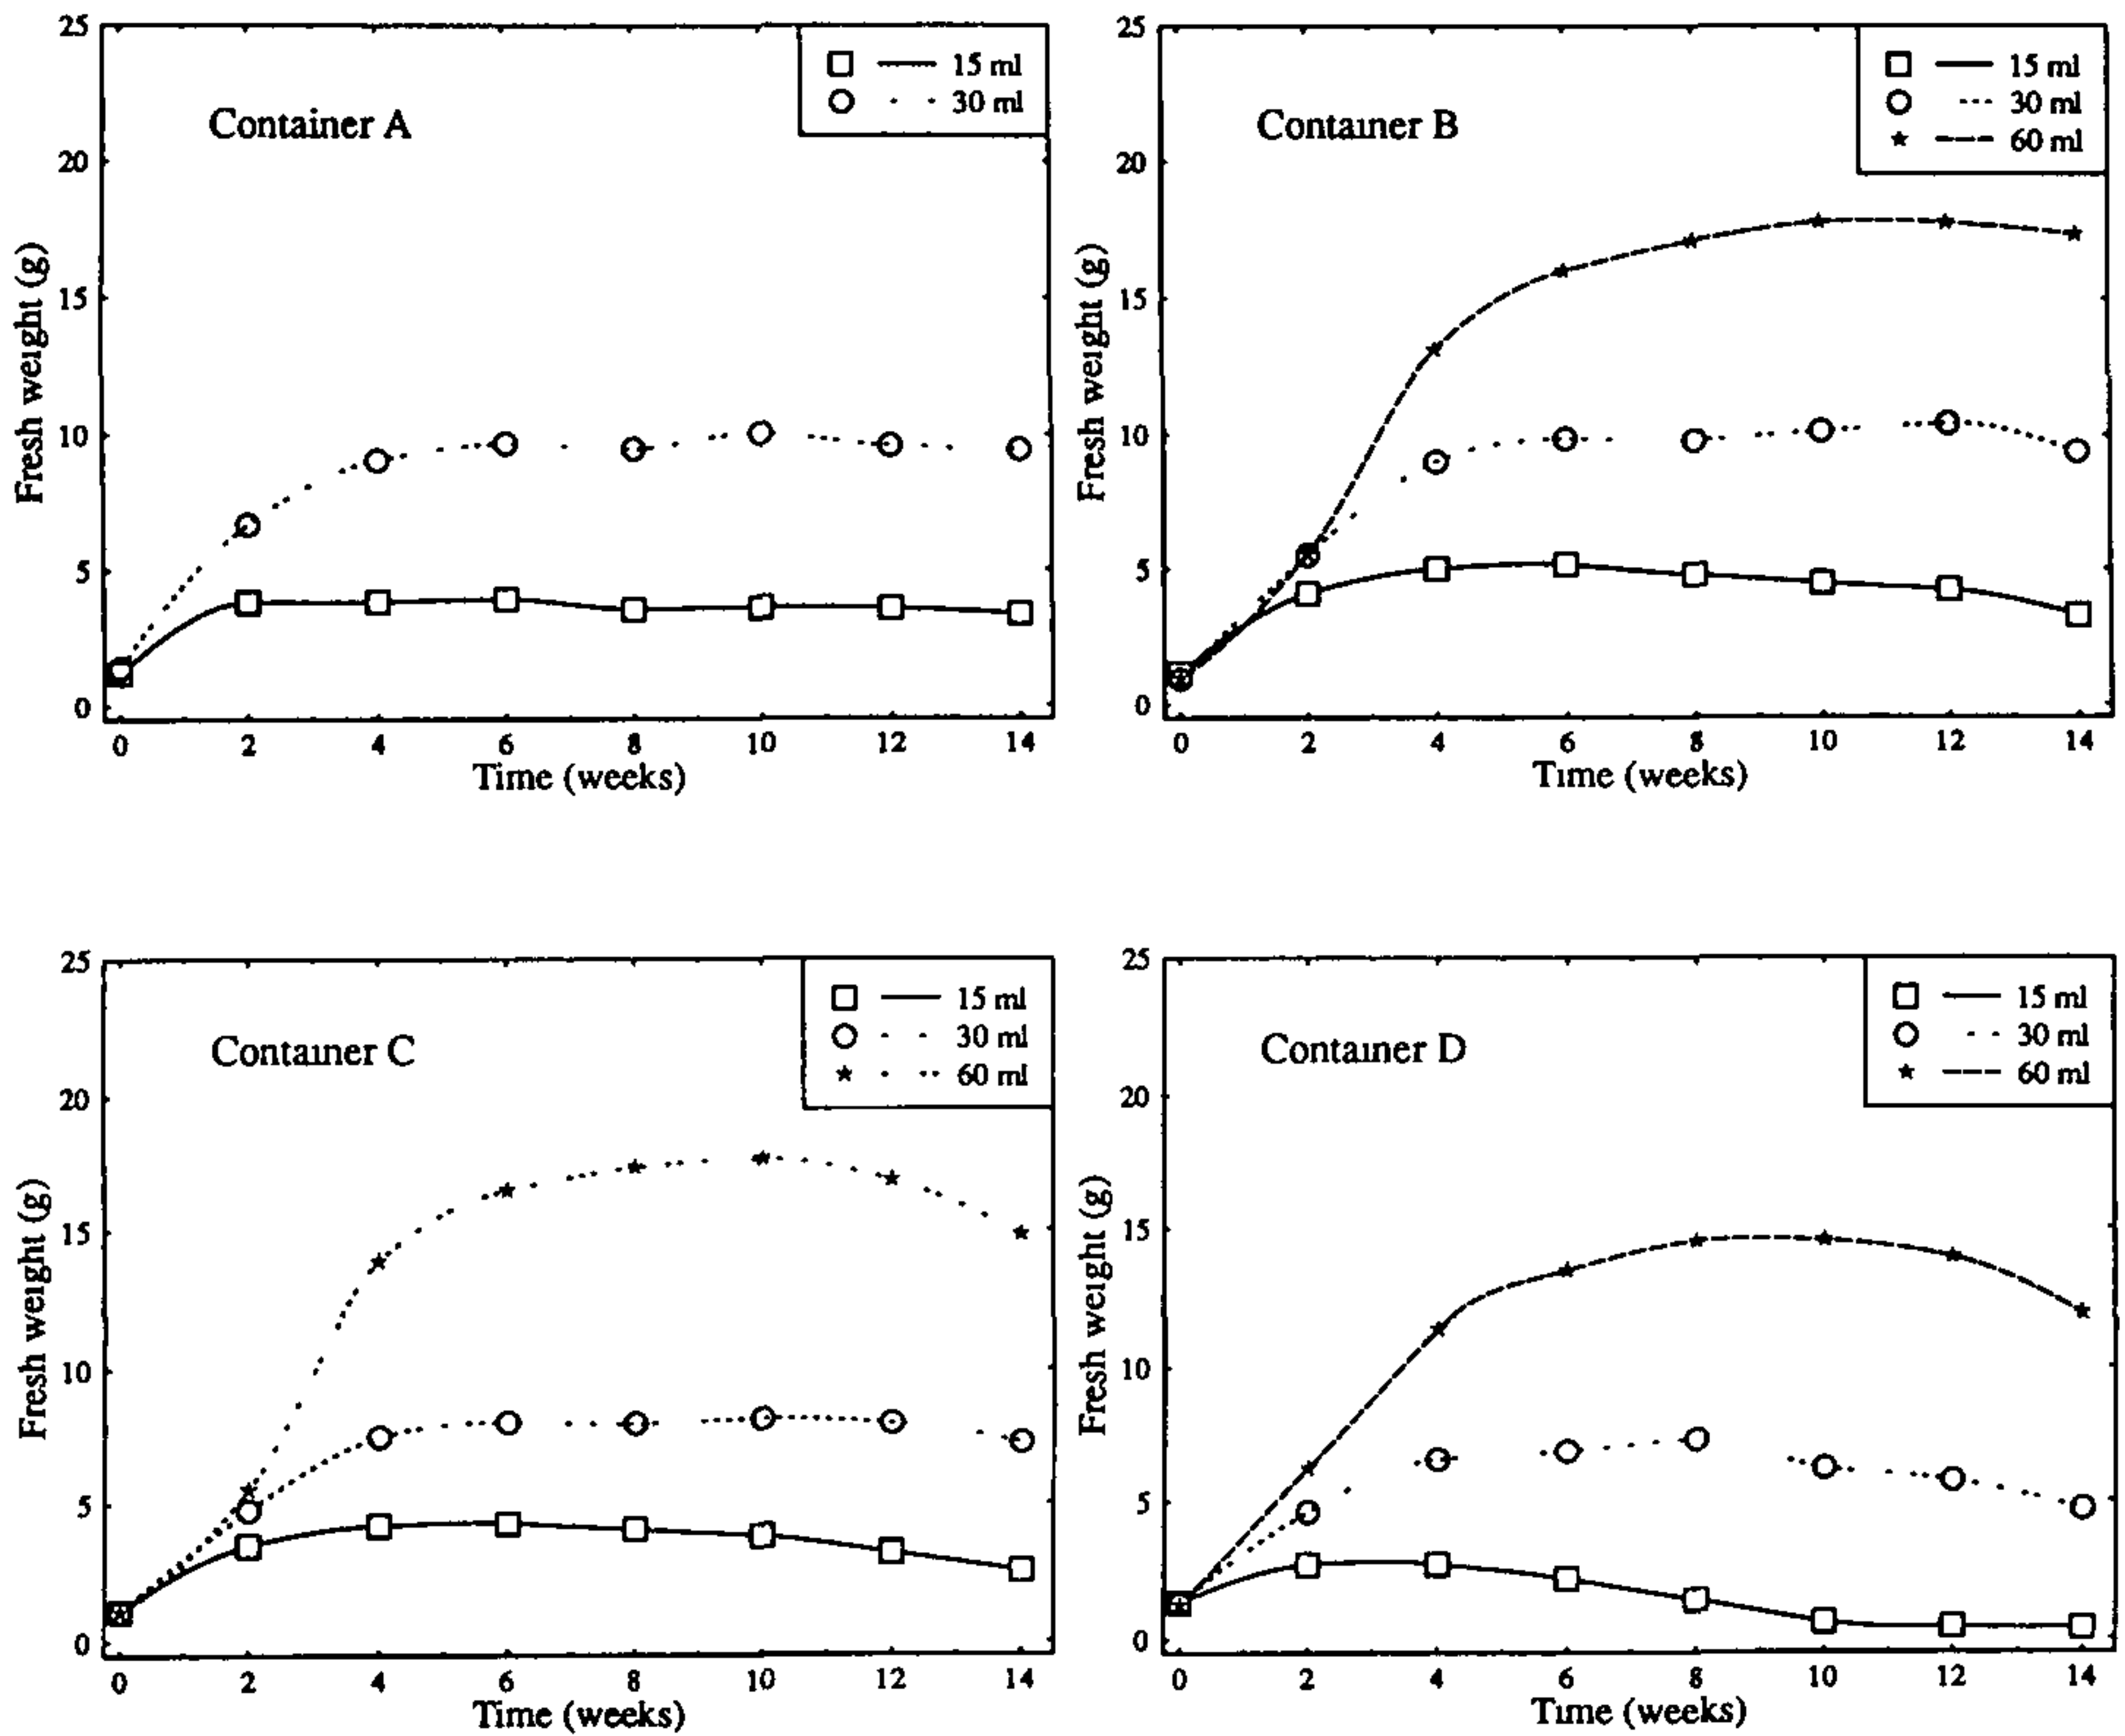 25
20
15
10
5
0
Fresh weight (g)
Container A
15 ml
30 ml
0 2 4 6 8 10 12 14
Time (weeks)
25
20
15
10
5
0
Fresh weight (g)
Container B
15 ml
30 ml
60 ml
0 2 4 6 8 10 12 14
Time (weeks)
25
20
15
10
5
0
Fresh weight (g)
Container C
15 ml
30 ml
60 ml
0 2 4 6 8 10 12 14
Time (weeks)
25
20
15
10
5
0
Fresh weight (g)
Container D
15 ml
30 ml
60 ml
0 2 4 6 8 10 12 14
Time (weeks)